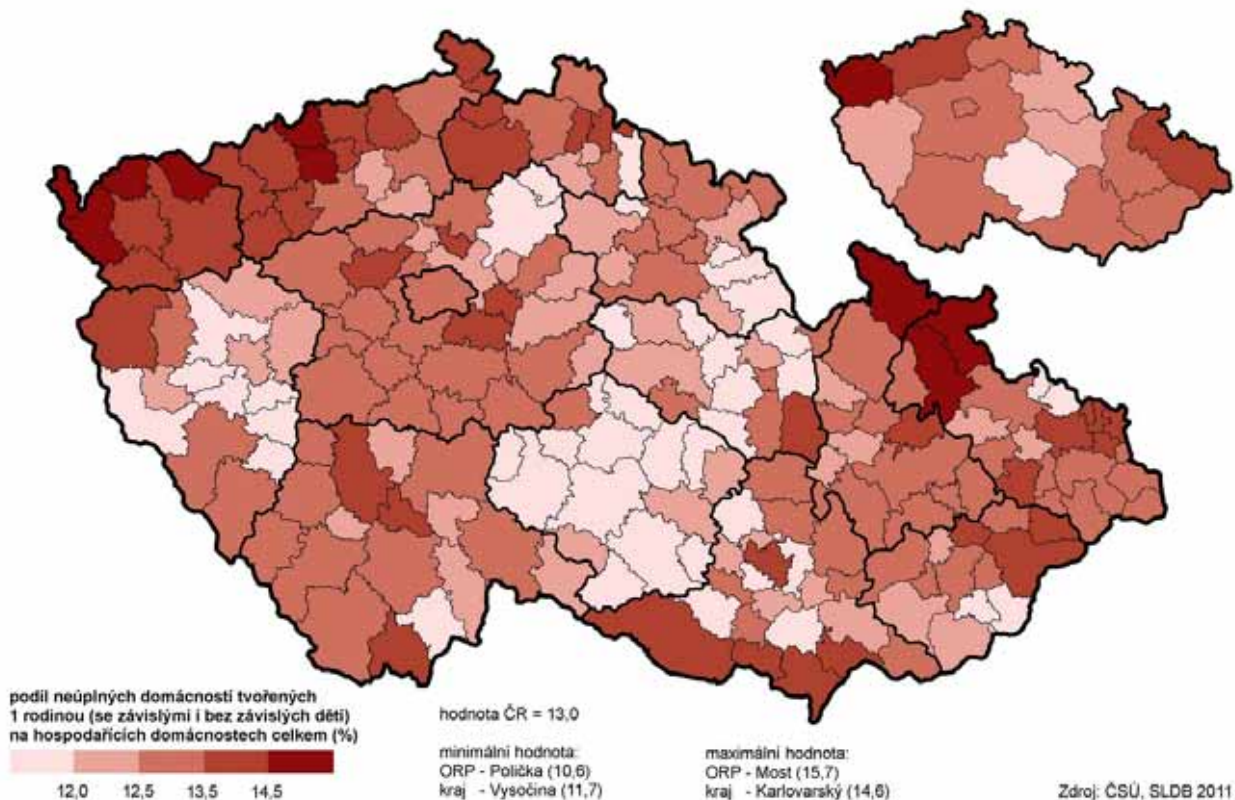 podíl neúplných domácností tvořených
1 rodinou (se závislými i bez závislých dětí)
na hospodařících domácnostech celkem (%)
12,0 12,5 13,5 14,5
hodnota ČR = 13,0
minimální hodnota:
ORP - Polička (10,6)
kraj - Vysočina (11,7)
maximální hodnota:
ORP - Most (15,7)
kraj - Karlovarský (14,6)
Zdroj: ČSÚ, SLDB 2011